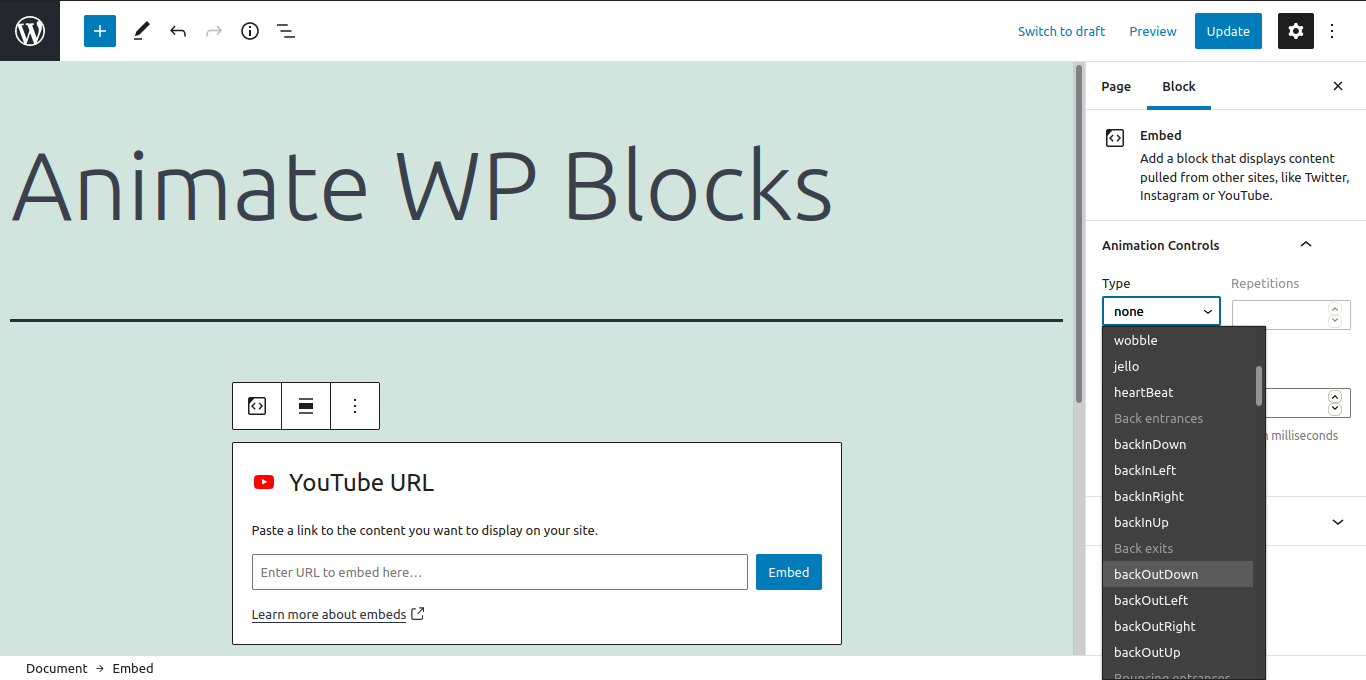 Switch to draft
Preview
Update
Animate WP Blocks
YouTube URL
Paste a link to the content you want to display on your site.
Enter URL to embed here…
Embed
Learn more about embeds
Document → Embed
Page
Block
Embed
Add a block that displays content
pulled from other sites, like Twitter,
Instagram or YouTube.
Animation Controls
Type
Repetitions
none
wobble
jello
heartBeat
Back entrances
backInDown
backInLeft
backInRight
backInUp
Back exits
backOutDown
backOutLeft
backOutRight
backOutUp
Bouncing entrances
milliseconds